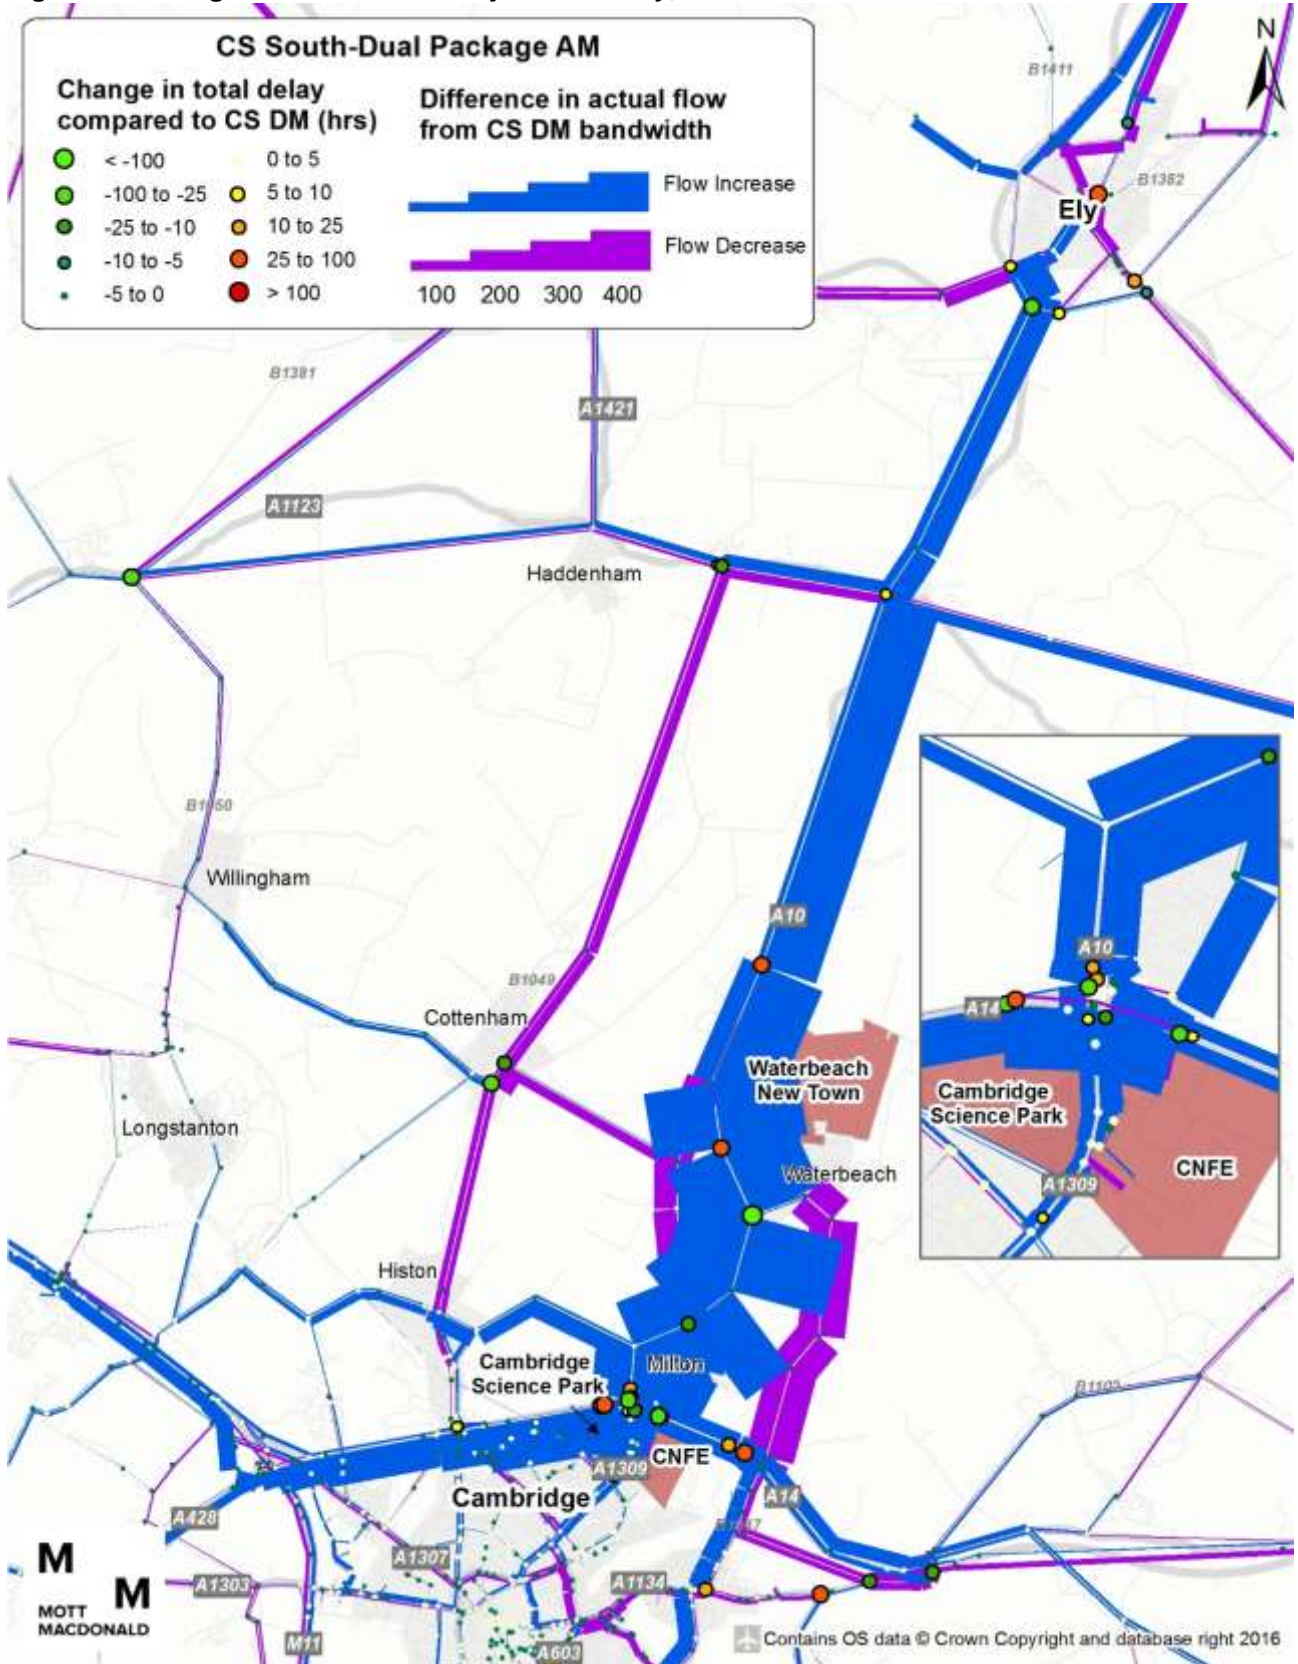 CS South-Dual Package AM
Change in total delay
compared to CS DM (hrs)
< -100
-100 to -25
-25 to -10
-10 to -5
-5 to 0
0 to 5
5 to 10
10 to 25
25 to 100
> 100
Difference in actual flow
from CS DM bandwidth
Flow Increase
Flow Decrease
100 200 300 400
N
B1411
B1382
Ely
B1381
A1421
A1123
Haddenham
B1050
Willingham
A10
B1049
Cottenham
Waterbeach
New Town
Longstanton
Waterbeach
Histon
A10
A14
Cambridge
Science Park
CNFE
A1309
Cambridge
Science Park
Milton
B1102
CNFE
A1309
Cambridge
A14
A428
A1307
A1303
A1134
M11
A603
M
M
MOTT
MACDONALD
Contains OS data © Crown Copyright and database right 2016